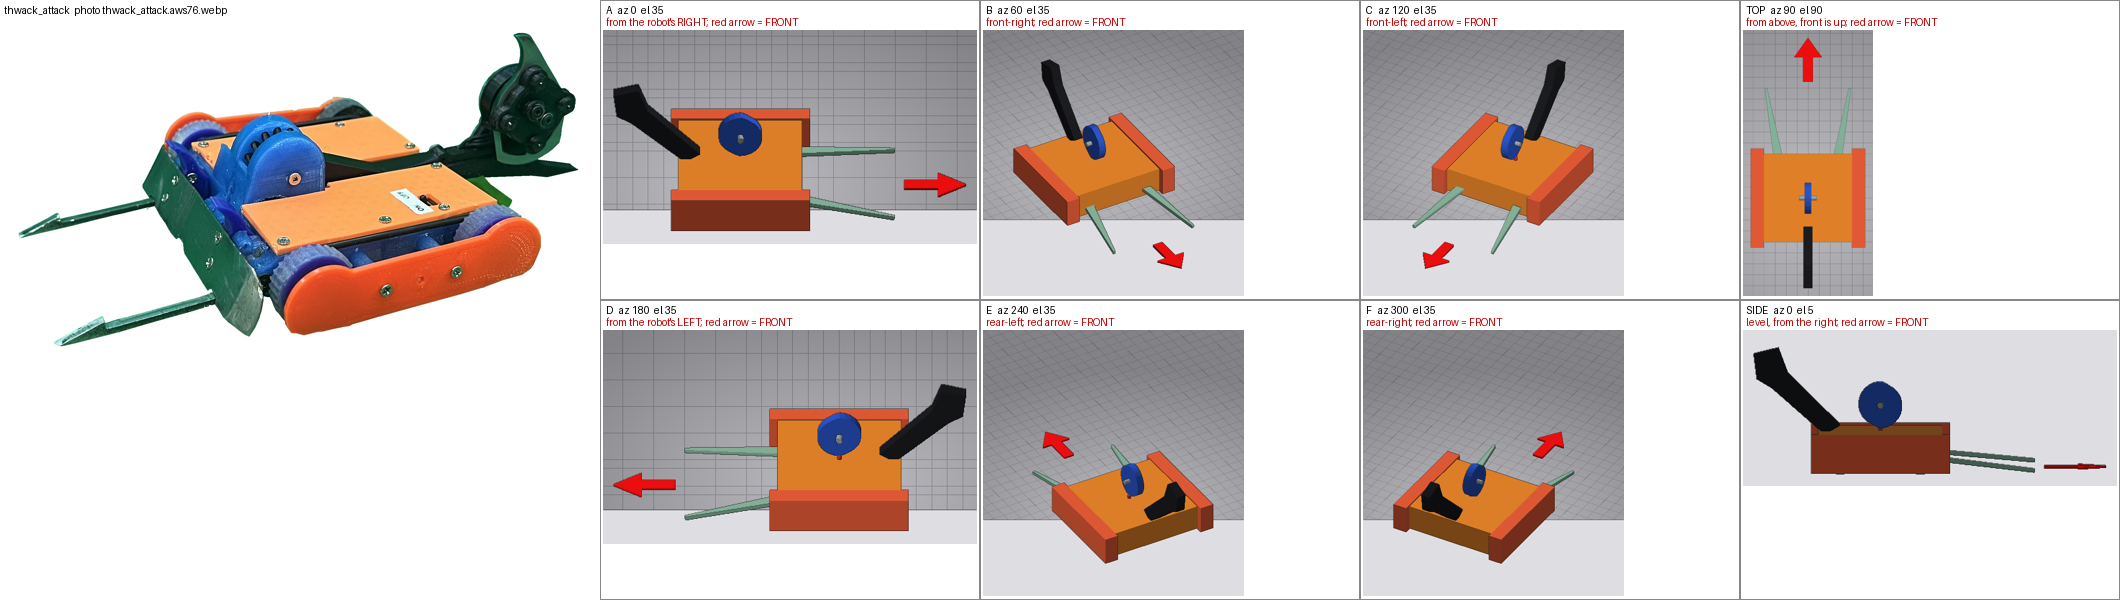 thwack_attack photo thwack_attack.aws76.webp
A az 0 el 35
from the robot's RIGHT; red arrow = FRONT
B az 60 el 35
front-right; red arrow = FRONT
C az 120 el 35
front-left; red arrow = FRONT
TOP az 90 el 90
from above, front is up; red arrow = FRONT
D az 180 el 35
from the robot's LEFT; red arrow = FRONT
E az 240 el 35
rear-left; red arrow = FRONT
F az 300 el 35
rear-right; red arrow = FRONT
SIDE az 0 el 5
level, from the right; red arrow = FRONT